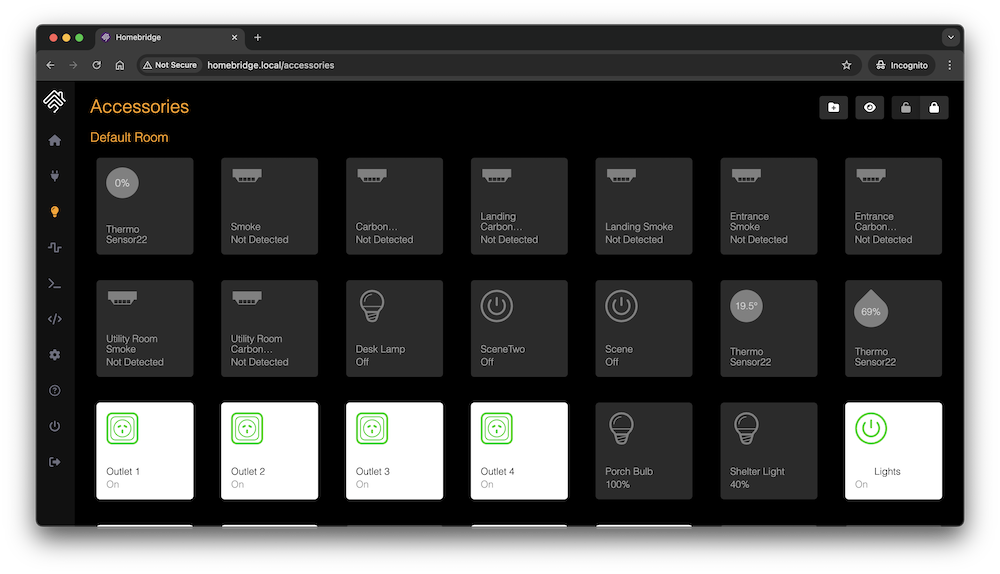 Homebridge
Not Secure
homebridge.local/accessories
Incognito
Accessories
Default Room
0%
Thermo
Sensor22
Smoke
Not Detected
Carbon...
Not Detected
Landing
Carbon...
Not Detected
Landing Smoke
Not Detected
Entrance
Smoke
Not Detected
Entrance
Carbon...
Not Detected
Utility Room
Smoke
Not Detected
Utility Room
Carbon...
Not Detected
Desk Lamp
Off
SceneTwo
Off
Scene
Off
19.5°
Thermo
Sensor22
69%
Thermo
Sensor22
Outlet 1
On
Outlet 2
On
Outlet 3
On
Outlet 4
On
Porch Bulb
100%
Shelter Light
40%
Lights
On